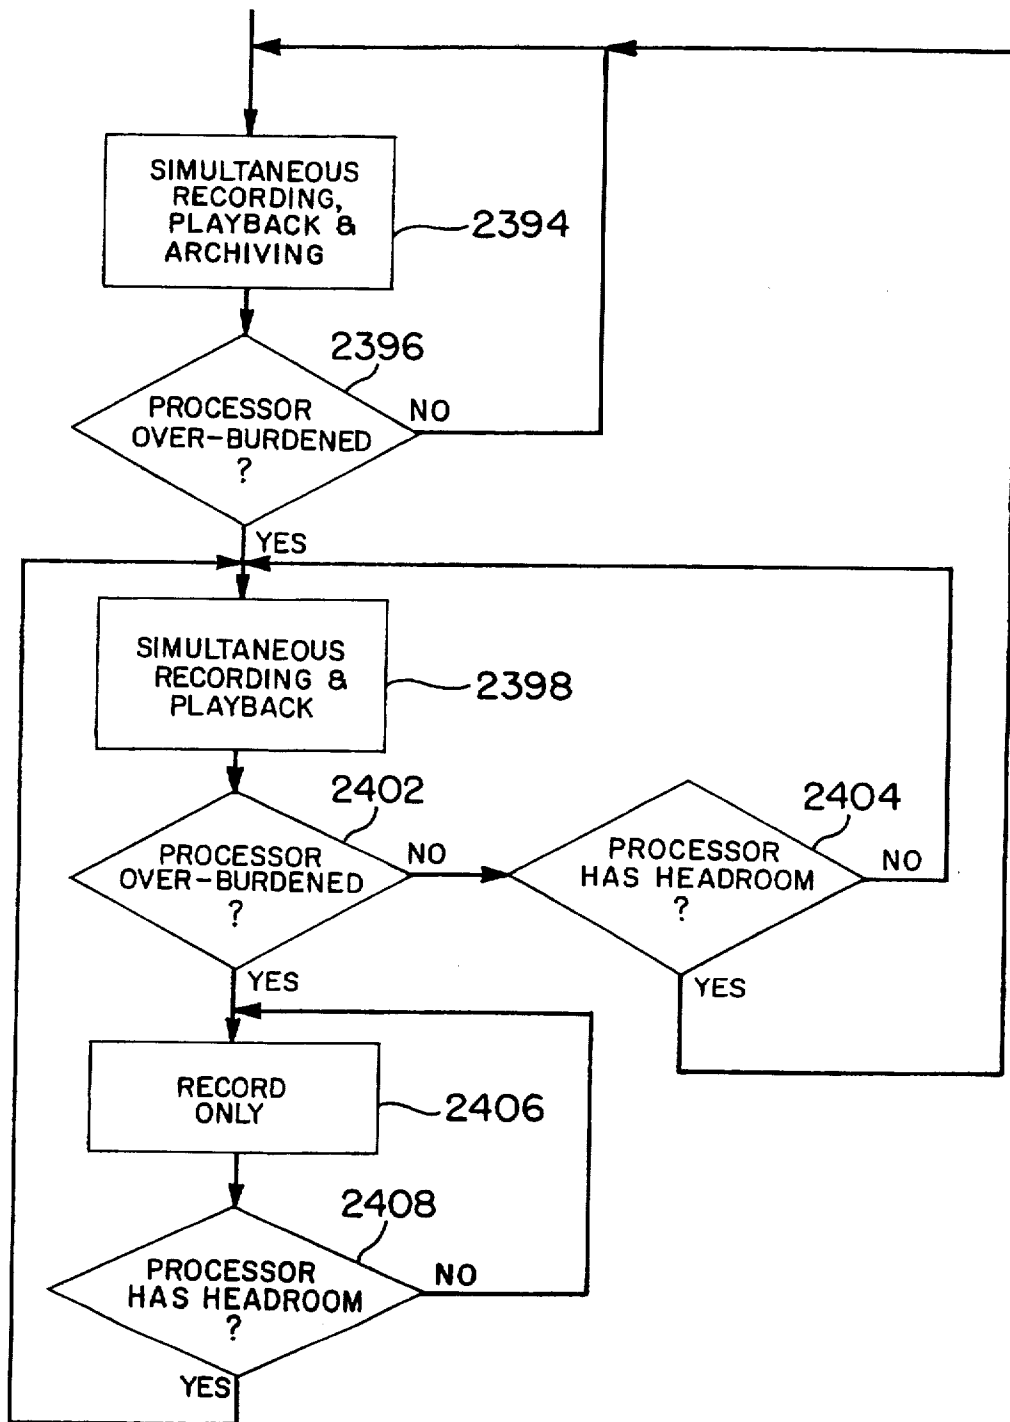 SIMULTANEOUS
RECORDING,
PLAYBACK &
ARCHIVING
2394
2396
PROCESSOR
OVER-BURDENED
?
NO
YES
SIMULTANEOUS
RECORDING &
PLAYBACK
2398
2402
PROCESSOR
OVER-BURDENED
?
NO
2404
PROCESSOR
HAS HEADROOM
?
NO
YES
YES
RECORD
ONLY
2406
2408
PROCESSOR
HAS HEADROOM
?
NO
YES